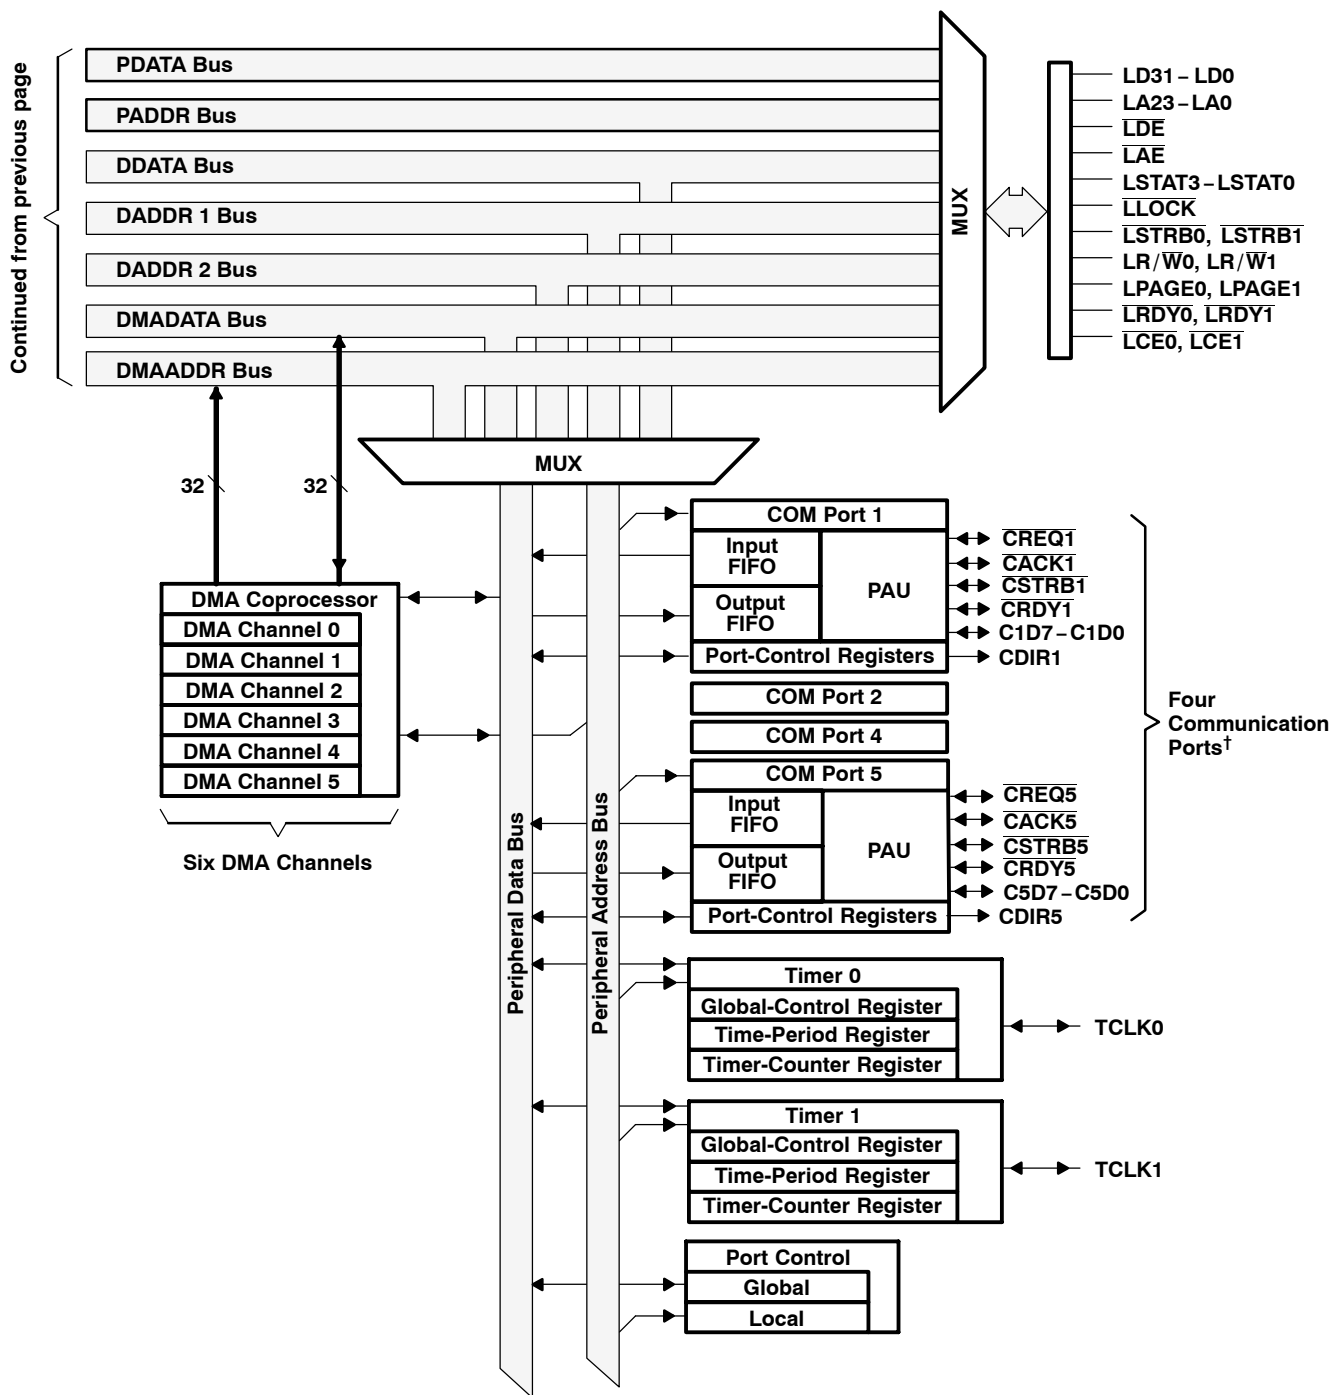 Continued from previous page
PDATA Bus
PADDR Bus
DDATA Bus
DADDR 1 Bus
DADDR 2 Bus
DMADATA Bus
DMAADDR Bus
MUX
LD31–LD0
LA23–LA0
LDE
LAE
LSTAT3–LSTAT0
LLOCK
LSTRB0, LSTRB1
LR/W0, LR/W1
LPAGE0, LPAGE1
LRDY0, LRDY1
LCE0, LCE1
MUX
32
32
DMA Coprocessor
DMA Channel 0
DMA Channel 1
DMA Channel 2
DMA Channel 3
DMA Channel 4
DMA Channel 5
Six DMA Channels
Peripheral Data Bus
Peripheral Address Bus
COM Port 1
Input
FIFO
Output
FIFO
PAU
Port-Control Registers
CREQ1
CACK1
CSTRB1
CRDY1
C1D7–C1D0
CDIR1
COM Port 2
COM Port 4
COM Port 5
Input
FIFO
Output
FIFO
PAU
Port-Control Registers
CREQ5
CACK5
CSTRB5
CRDY5
C5D7–C5D0
CDIR5
Four
Communication
Ports†
Timer 0
Global-Control Register
Time-Period Register
Timer-Counter Register
TCLK0
Timer 1
Global-Control Register
Time-Period Register
Timer-Counter Register
TCLK1
Port Control
Global
Local